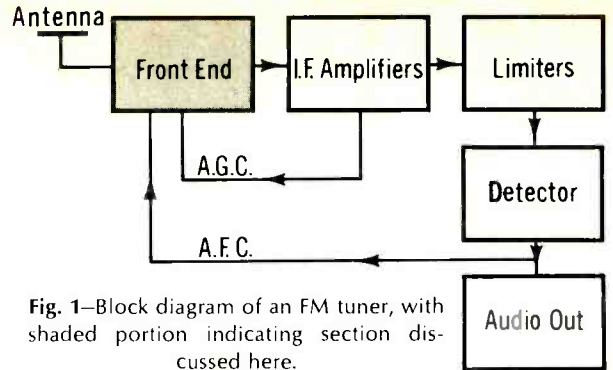 Antenna
Front End
I.F. Amplifiers
Limiters
A.G.C.
Detector
A.F.C.
Audio Out
Fig. 1—Block diagram of an FM tuner, with
shaded portion indicating section dis-
cussed here.